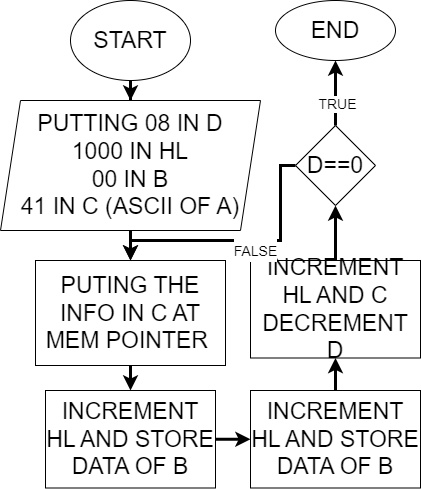 START
PUTTING 08 IN D
1000 IN HL
00 IN B
41 IN C (ASCII OF A)
PUTING THE
INFO IN C AT
MEM POINTER
INCREMENT
HL AND STORE
DATA OF B
INCREMENT
HL AND STORE
DATA OF B
INCREMENT
HL AND C
DECREMENT
D
D==0
FALSE
TRUE
END